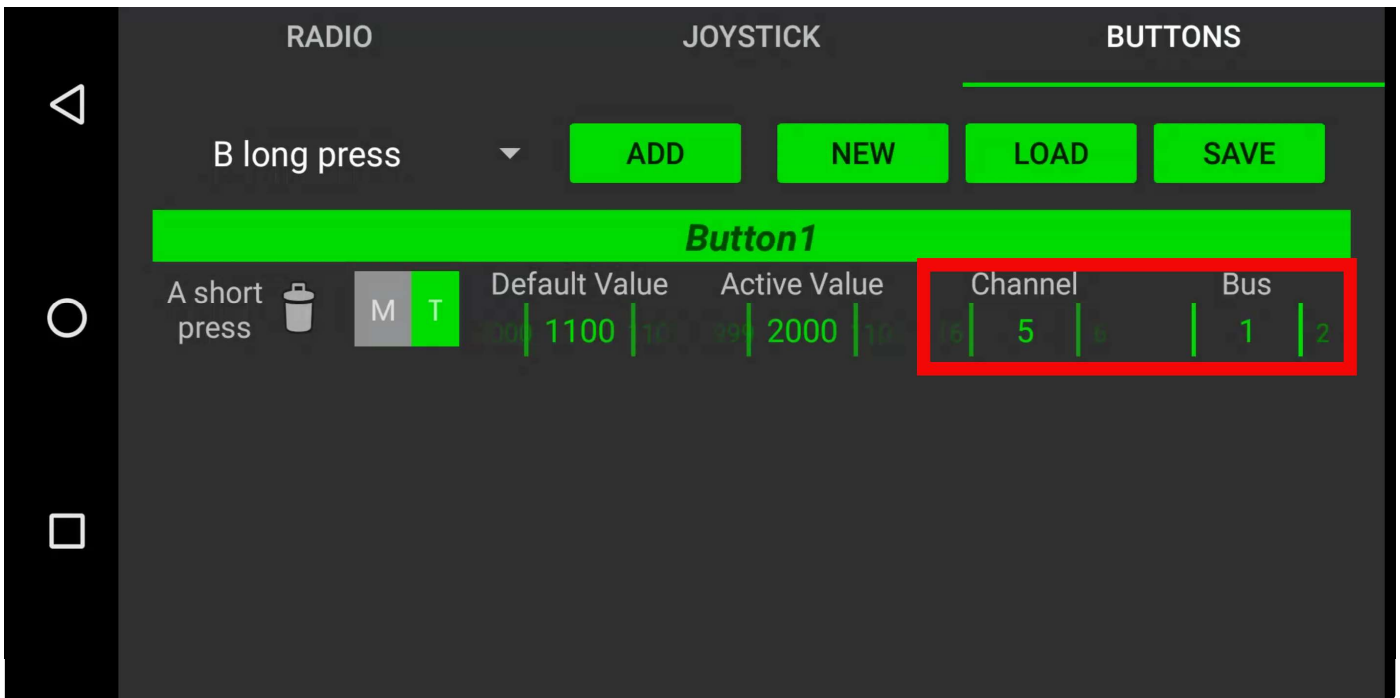 RADIO JOYSTICK BUTTONS
B long press ADD NEW LOAD SAVE
Button1
A short press M T Default Value Active Value Channel Bus
1100 2000 5 6 1 2